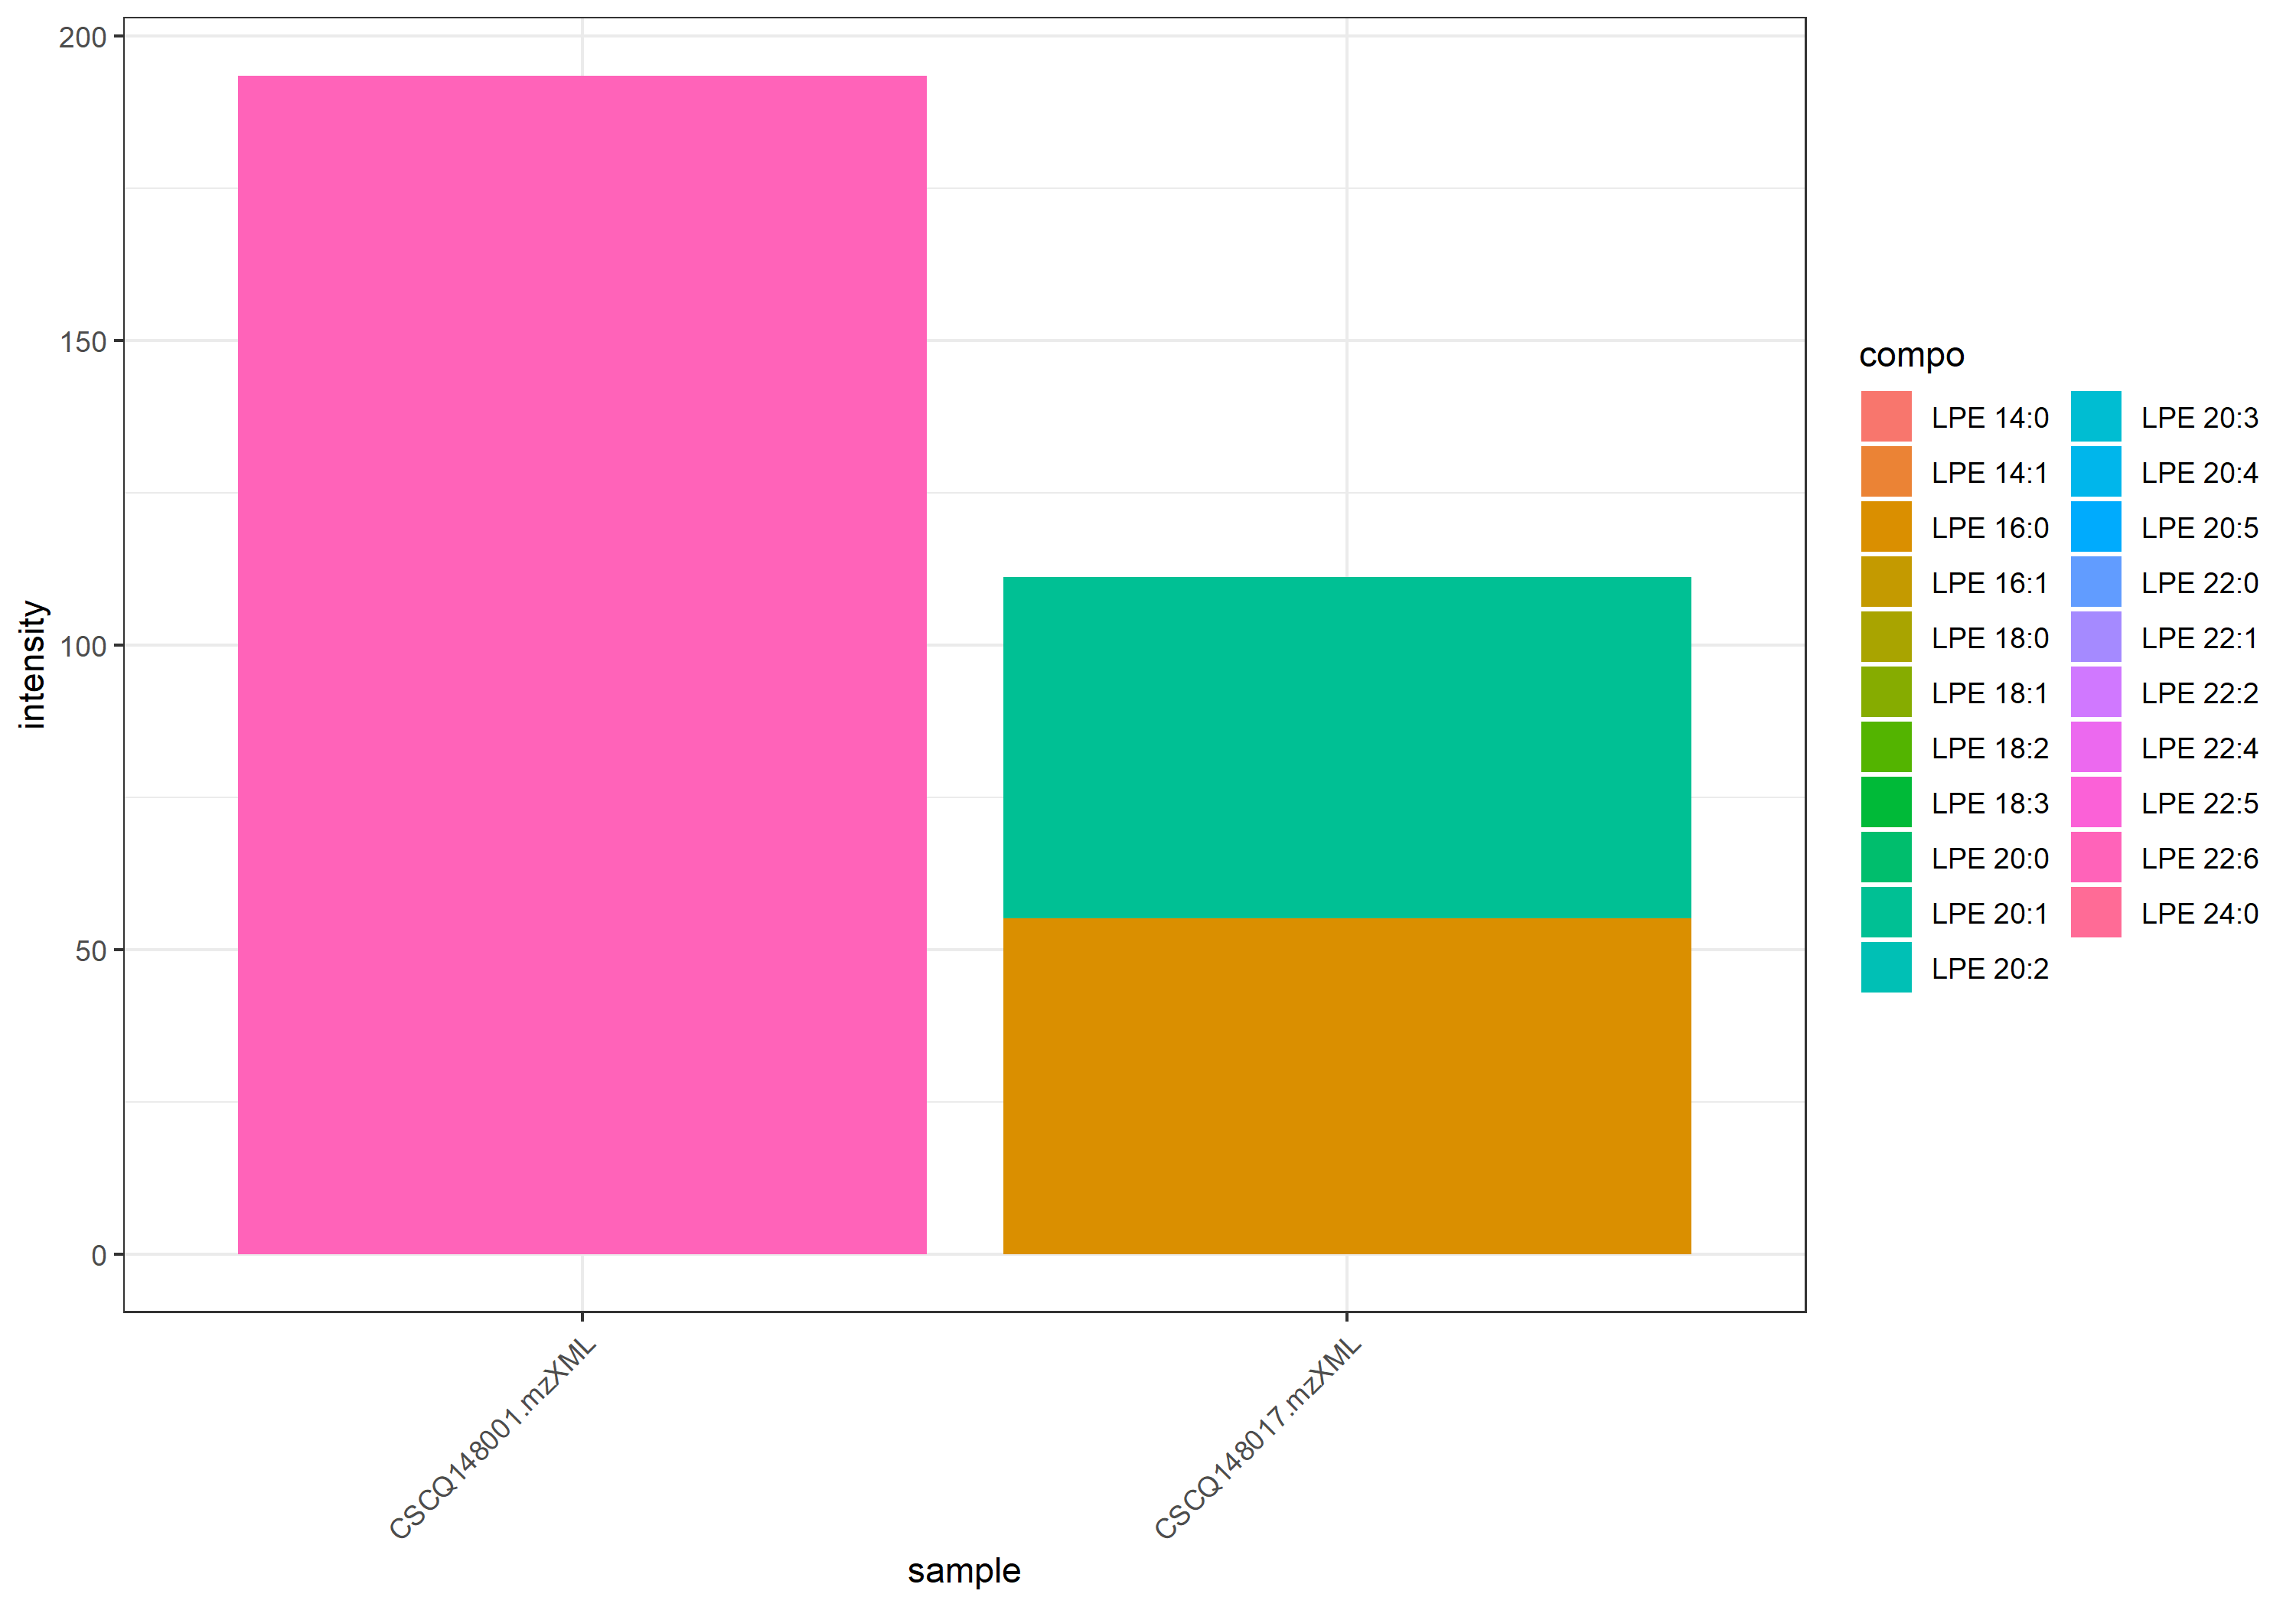 200
150
100
50
0
intensity
CSCQ148001.mzXML
CSCQ148017.mzXML
sample
compo
LPE 14:0
LPE 14:1
LPE 16:0
LPE 16:1
LPE 18:0
LPE 18:1
LPE 18:2
LPE 18:3
LPE 20:0
LPE 20:1
LPE 20:2
LPE 20:3
LPE 20:4
LPE 20:5
LPE 22:0
LPE 22:1
LPE 22:2
LPE 22:4
LPE 22:5
LPE 22:6
LPE 24:0